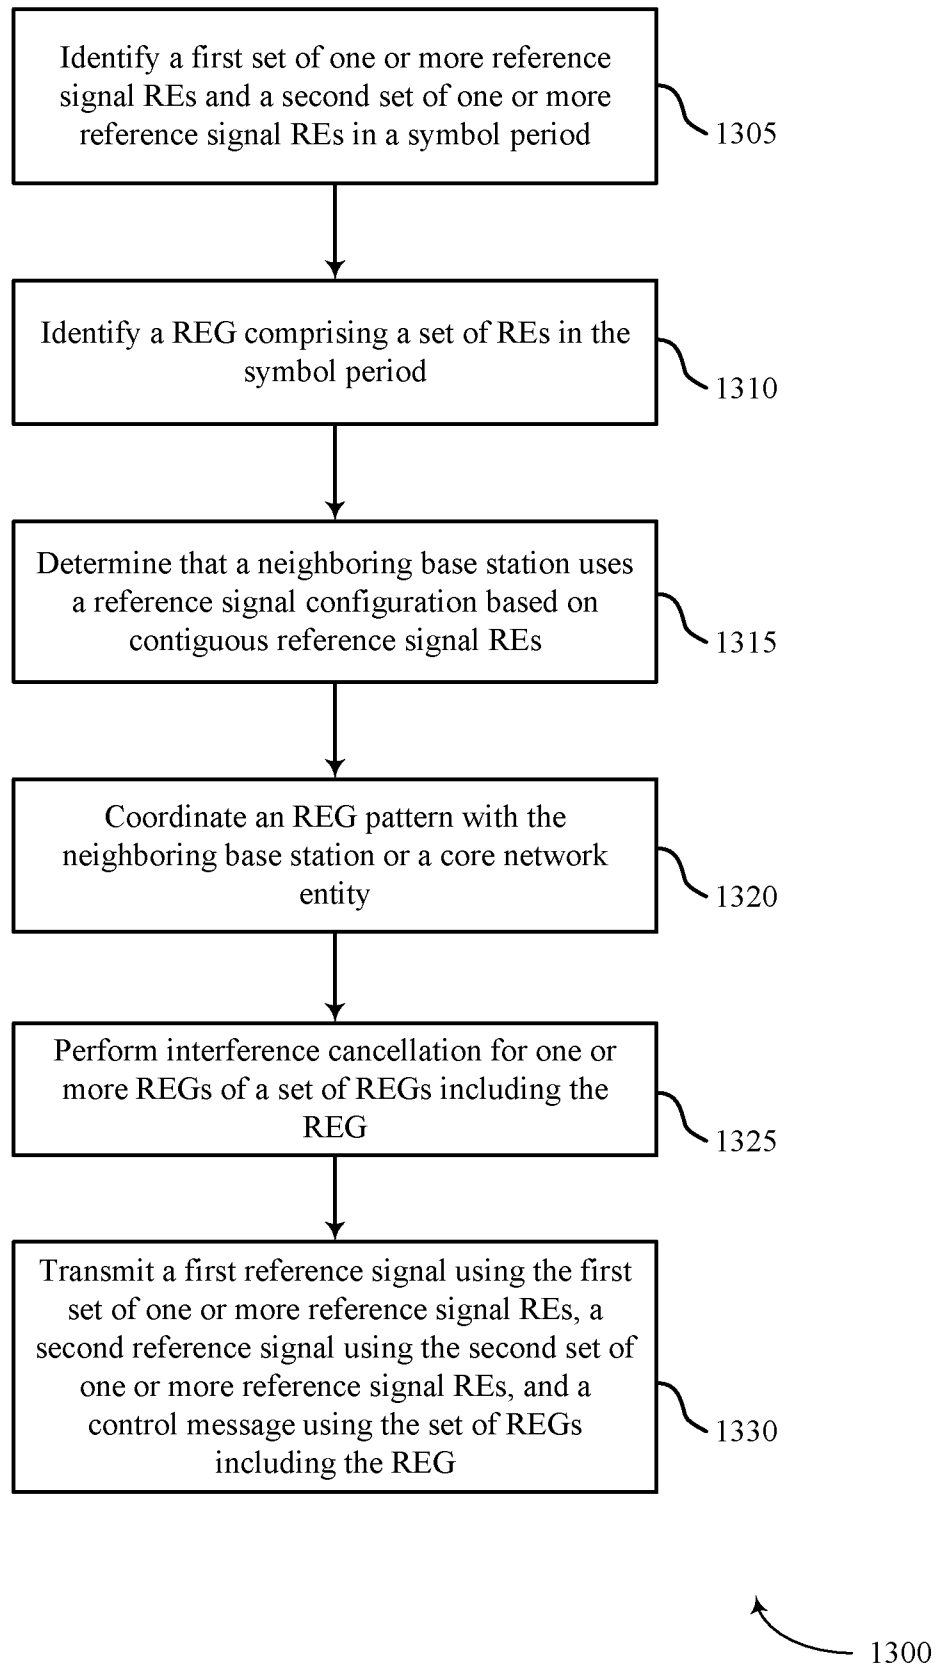 Identify a first set of one or more reference
signal REs and a second set of one or more
reference signal REs in a symbol period
1305
Identify a REG comprising a set of REs in the
symbol period
1310
Determine that a neighboring base station uses
a reference signal configuration based on
contiguous reference signal REs
1315
Coordinate an REG pattern with the
neighboring base station or a core network
entity
1320
Perform interference cancellation for one or
more REGs of a set of REGs including the
REG
1325
Transmit a first reference signal using the first
set of one or more reference signal REs, a
second reference signal using the second set of
one or more reference signal REs, and a
control message using the set of REGs
including the REG
1330
1300